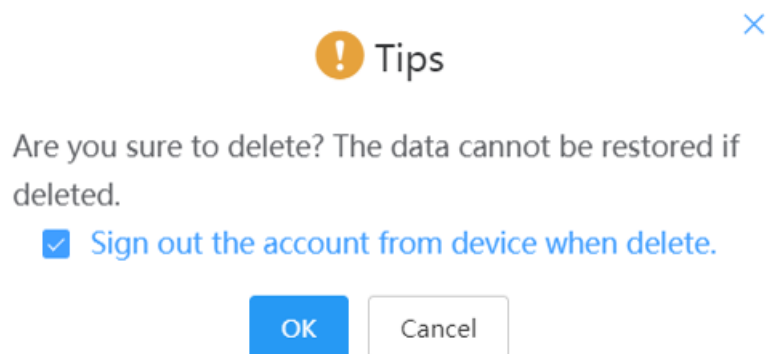 Tips
Are you sure to delete? The data cannot be restored if
deleted.
Sign out the account from device when delete.
OK Cancel